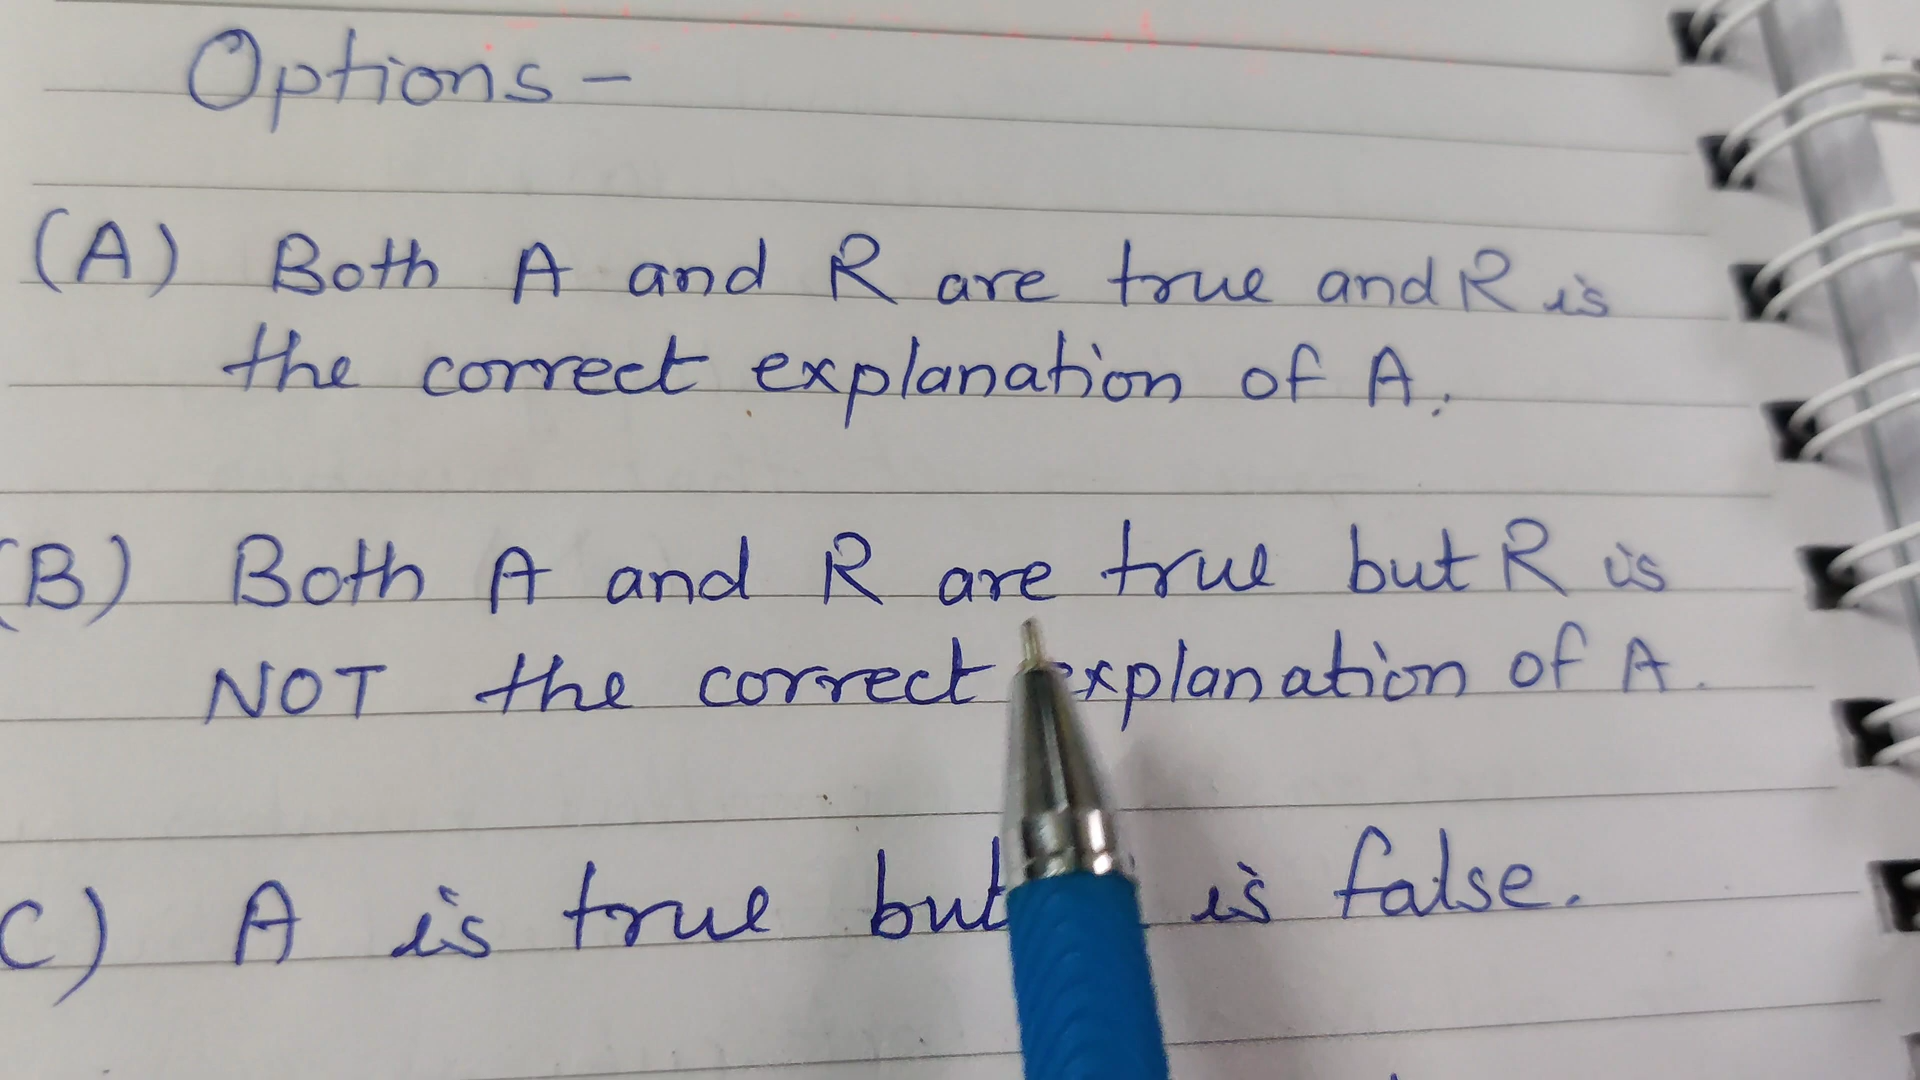 Options -
(A) Both A and R are true and R is
the correct explanation of A.
(B) Both A and R are true but R is
NOT the correct explanation of A.
C) A is true but is false.